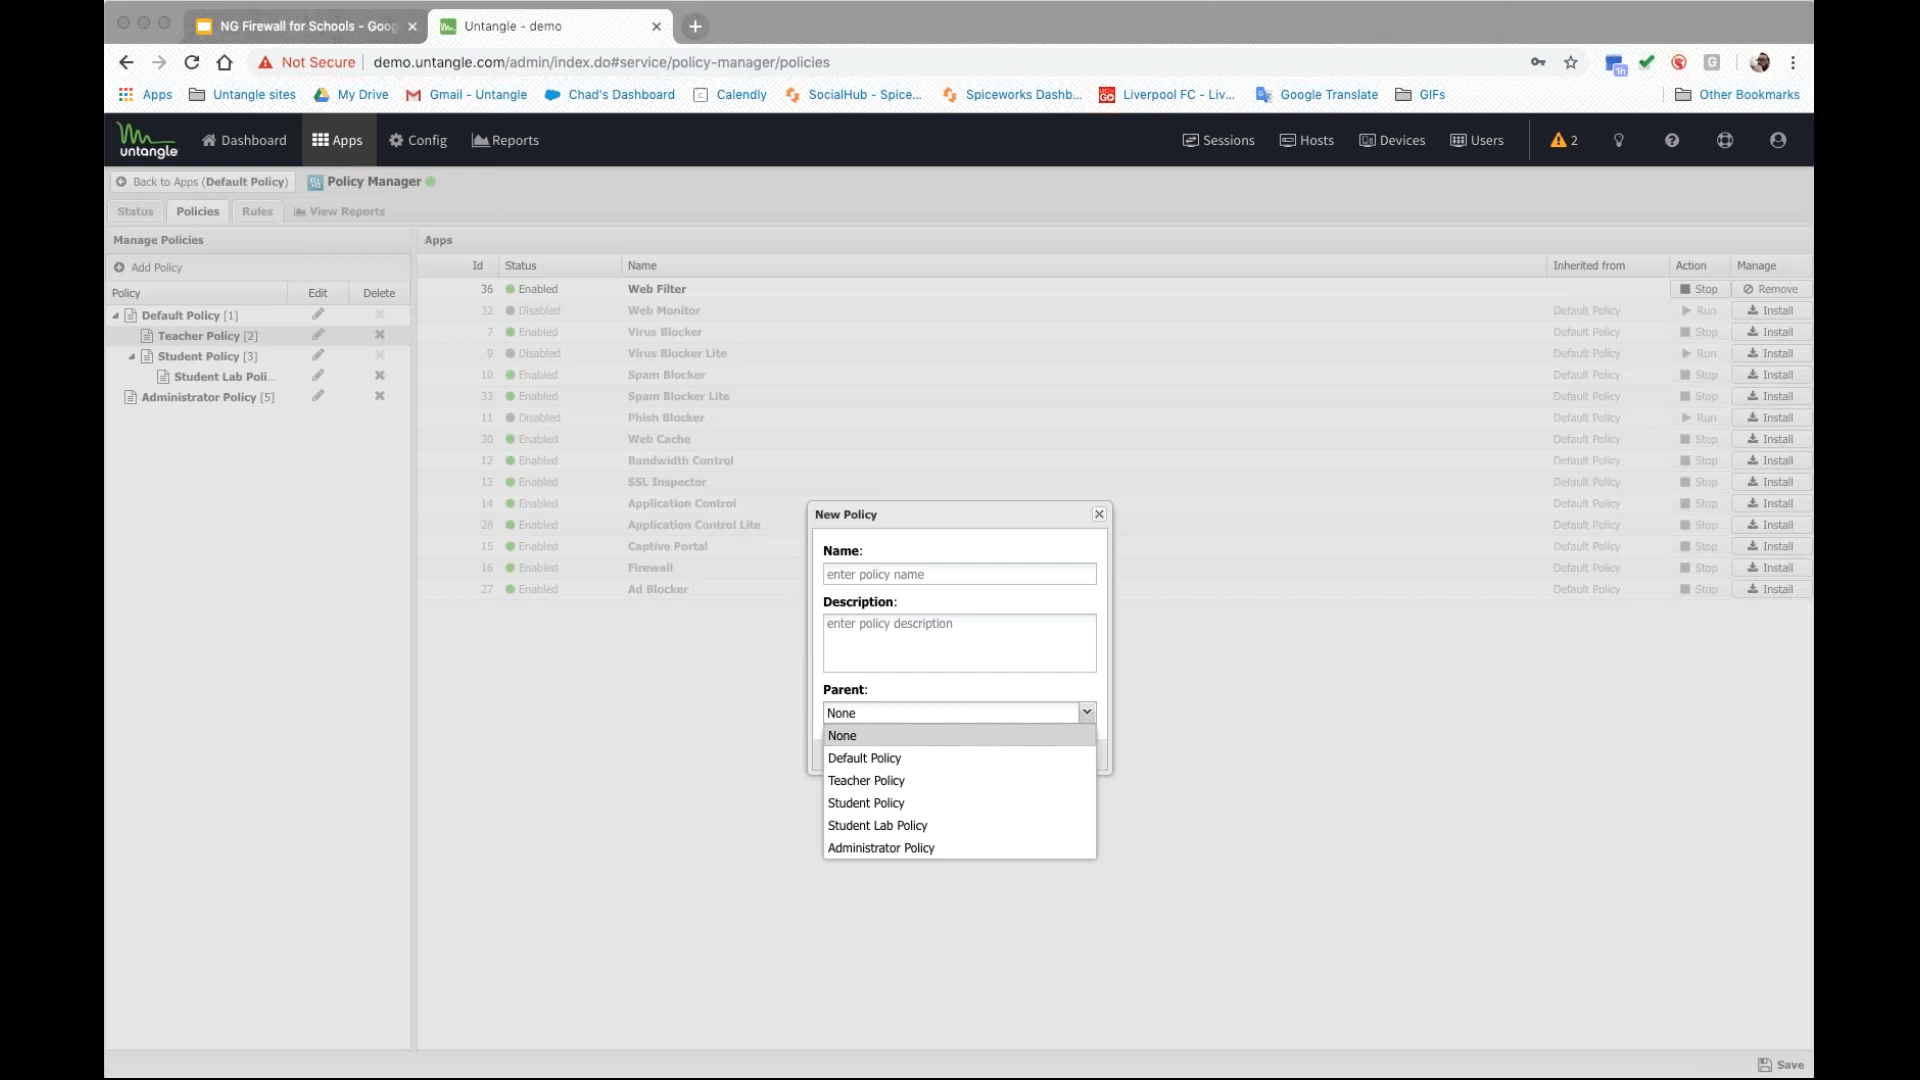 NG Firewall for Schools - Goog
Untangle - demo
Not Secure
demo.untangle.com/admin/index.do#service/policy-manager/policies
1h
G
Apps
Untangle sites
My Drive
Gmail - Untangle
Chad's Dashboard
Calendly
SocialHub - Spice...
Spiceworks Dashb...
Liverpool FC - Liv...
Google Translate
GIFs
Other Bookmarks
untangle
Dashboard
Apps
Config
Reports
Sessions
Hosts
Devices
Users
2
Back to Apps (Default Policy)
Policy Manager
Status
Policies
Rules
View Reports
Manage Policies
Add Policy
Policy Edit Delete
Default Policy [1]
Teacher Policy [2]
Student Policy [3]
Student Lab Poli...
Administrator Policy [5]
Apps
Id Status Name Inherited from Action Manage
36 Enabled Web Filter Stop Remove
32 Disabled Web Monitor Default Policy Run Install
7 Enabled Virus Blocker Default Policy Stop Install
9 Disabled Virus Blocker Lite Default Policy Run Install
10 Enabled Spam Blocker Default Policy Stop Install
33 Enabled Spam Blocker Lite Default Policy Stop Install
11 Disabled Phish Blocker Default Policy Run Install
30 Enabled Web Cache Default Policy Stop Install
12 Enabled Bandwidth Control Default Policy Stop Install
13 Enabled SSL Inspector Default Policy Stop Install
14 Enabled Application Control Default Policy Stop Install
28 Enabled Application Control Lite Default Policy Stop Install
15 Enabled Captive Portal Default Policy Stop Install
16 Enabled Firewall Default Policy Stop Install
27 Enabled Ad Blocker Default Policy Stop Install
New Policy
Name:
enter policy name
Description:
enter policy description
Parent:
None
None
Default Policy
Teacher Policy
Student Policy
Student Lab Policy
Administrator Policy
Save